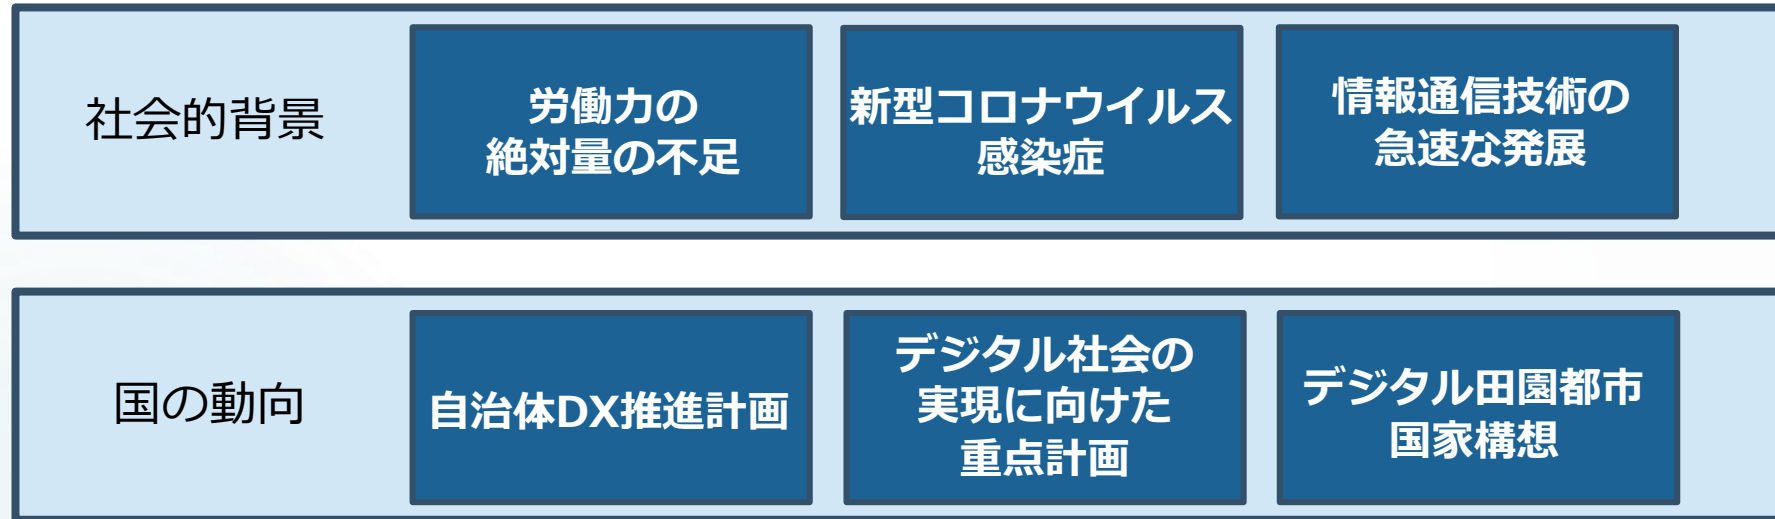 社会的背景
労働力の
絶対量の不足
新型コロナウイルス
感染症
情報通信技術の
急速な発展
国の動向
自治体DX推進計画
デジタル社会の
実現に向けた
重点計画
デジタル田園都市
国家構想